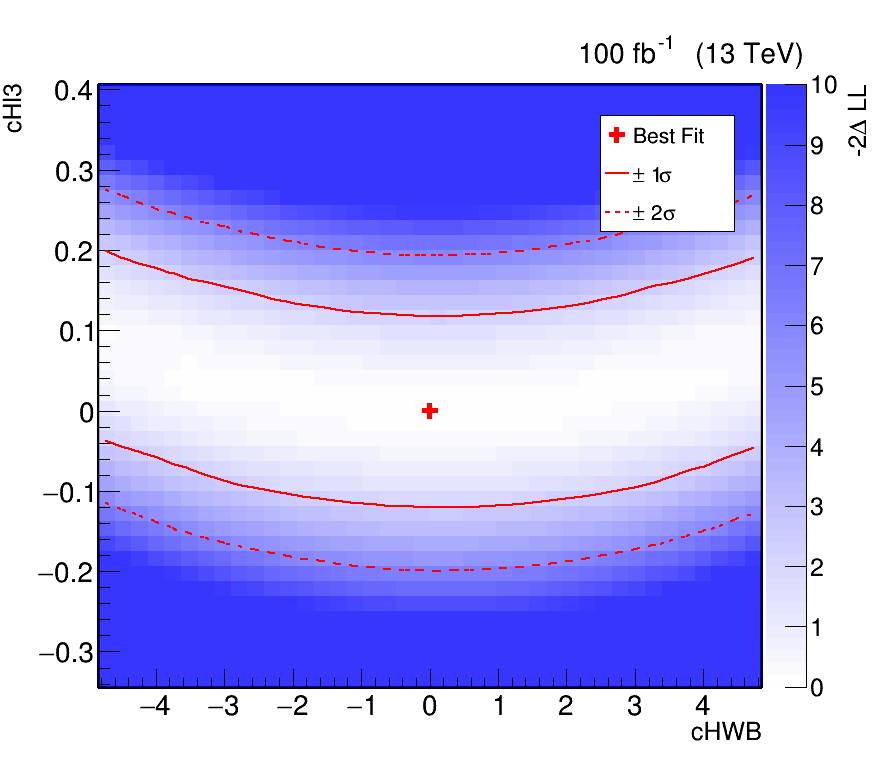 100 fb-1 (13 TeV)
cHl3
0.4
0.3
0.2
0.1
0
−0.1
−0.2
−0.3
Best Fit
± 1σ
± 2σ
−4 −3 −2 −1 0 1 2 3 4
cHWB
10
9
8
7
6
5
4
3
2
1
0
-2Δ LL